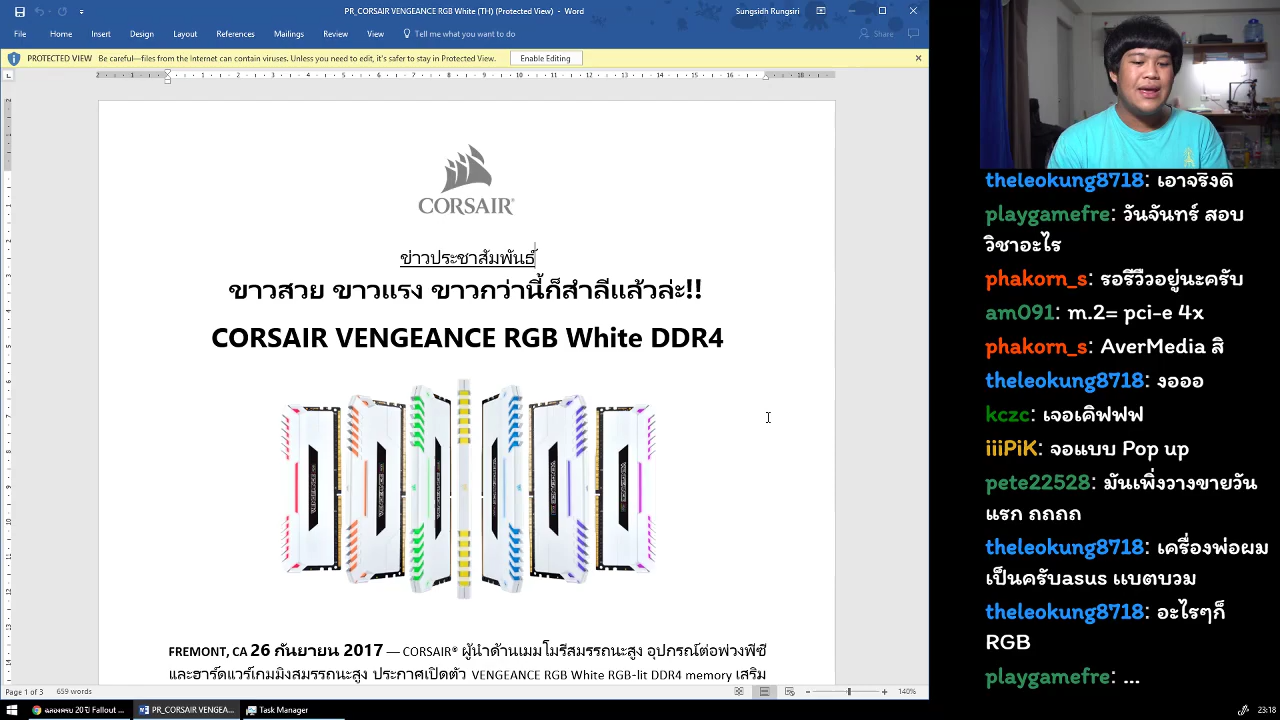 PR_CORSAIR VENGEANCE RGB White (TH) (Protected View) - Word
Sungsidh Rungsiri
File Home Insert Design Layout References Mailings Review View Tell me what you want to do Share
PROTECTED VIEW Be careful—files from the Internet can contain viruses. Unless you need to edit, it's safer to stay in Protected View. Enable Editing
CORSAIR
ข่าวประชาสัมพันธ์
ขาวสวย ขาวแรง ขาวกว่านี้ก็สำลีแล้วล่ะ!!
CORSAIR VENGEANCE RGB White DDR4
FREMONT, CA 26 กันยายน 2017 — CORSAIR® ผู้นำด้านเมมโมรีสมรรถนะสูง อุปกรณ์ต่อพ่วงพีซี
และฮาร์ดแวร์เกมมิงสมรรถนะสูง ประกาศเปิดตัว VENGEANCE RGB White RGB-lit DDR4 memory เสริม
Page 1 of 3 659 words
140%
ฉลองครบ 20 ปี Fallout ...
PR_CORSAIR VENGEA...
Task Manager
23:18
theleokung8718: เอาจริงดิ
playgamefre: วันจันทร์ สอบ
วิชาอะไร
phakorn_s: รอรีวิวอยู่นะครับ
am091: m.2= pci-e 4x
phakorn_s: AverMedia สิ
theleokung8718: งอออ
kczc: เจอเคิฟฟฟ
iiiPiK: จอแบบ Pop up
pete22528: มันเพิ่งวางขายวัน
แรก ถถถถ
theleokung8718: เครื่องพ่อผม
เป็นครับasus แบตบวม
theleokung8718: อะไรๆก็
RGB
playgamefre: ...